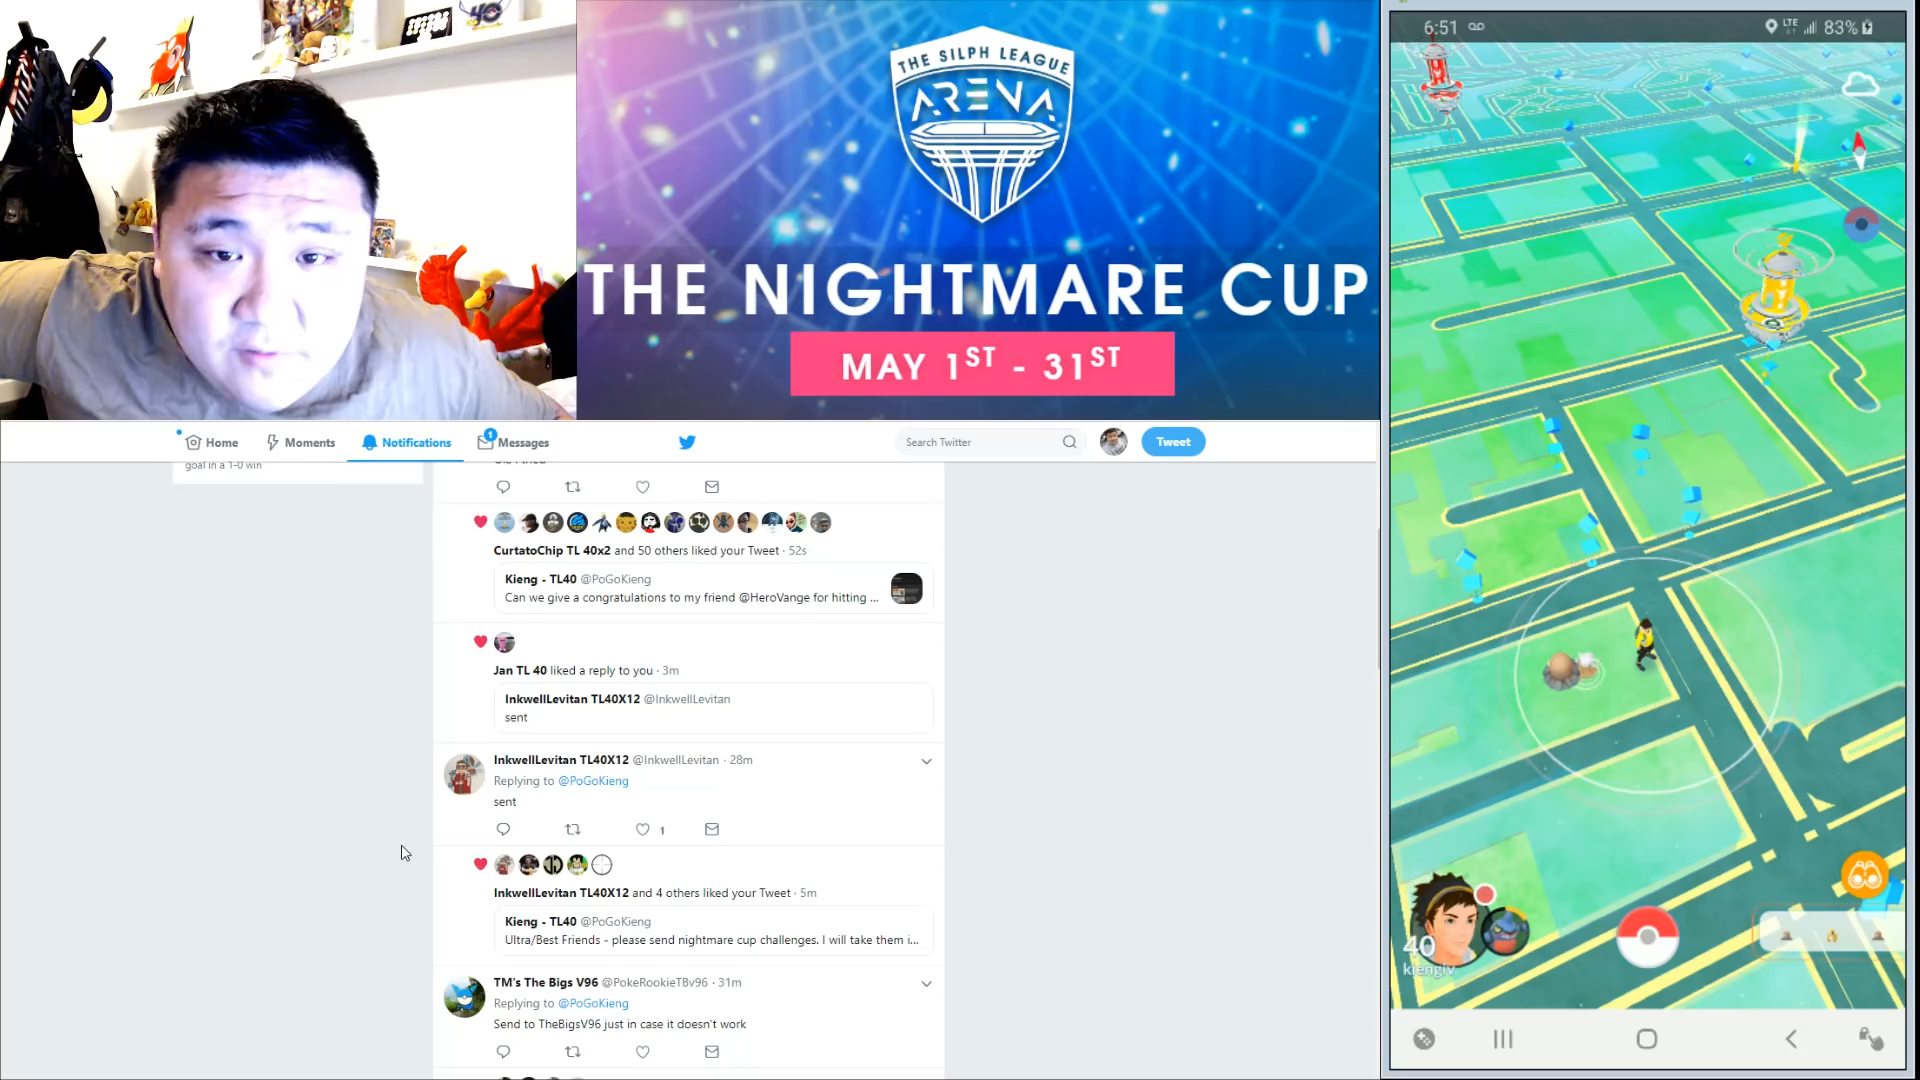 THE SILPH LEAGUE
ARENA
THE NIGHTMARE CUP
MAY 1ST - 31ST
Home
Moments
Notifications
1
Messages
Search Twitter
Tweet
goal in a 1-0 win
CurtatoChip TL 40x2 and 50 others liked your Tweet · 52s
Kieng - TL40 @PoGoKieng
Can we give a congratulations to my friend @HeroVange for hitting ...
Jan TL 40 liked a reply to you · 3m
InkwellLevitan TL40X12 @InkwellLevitan
sent
InkwellLevitan TL40X12 @InkwellLevitan · 28m
Replying to @PoGoKieng
sent
1
InkwellLevitan TL40X12 and 4 others liked your Tweet · 5m
Kieng - TL40 @PoGoKieng
Ultra/Best Friends - please send nightmare cup challenges. I will take them i...
TM's The Bigs V96 @PokeRookieTBv96 · 31m
Replying to @PoGoKieng
Send to TheBigsV96 just in case it doesn't work
6:51
LTE
83%
40
kiengiv